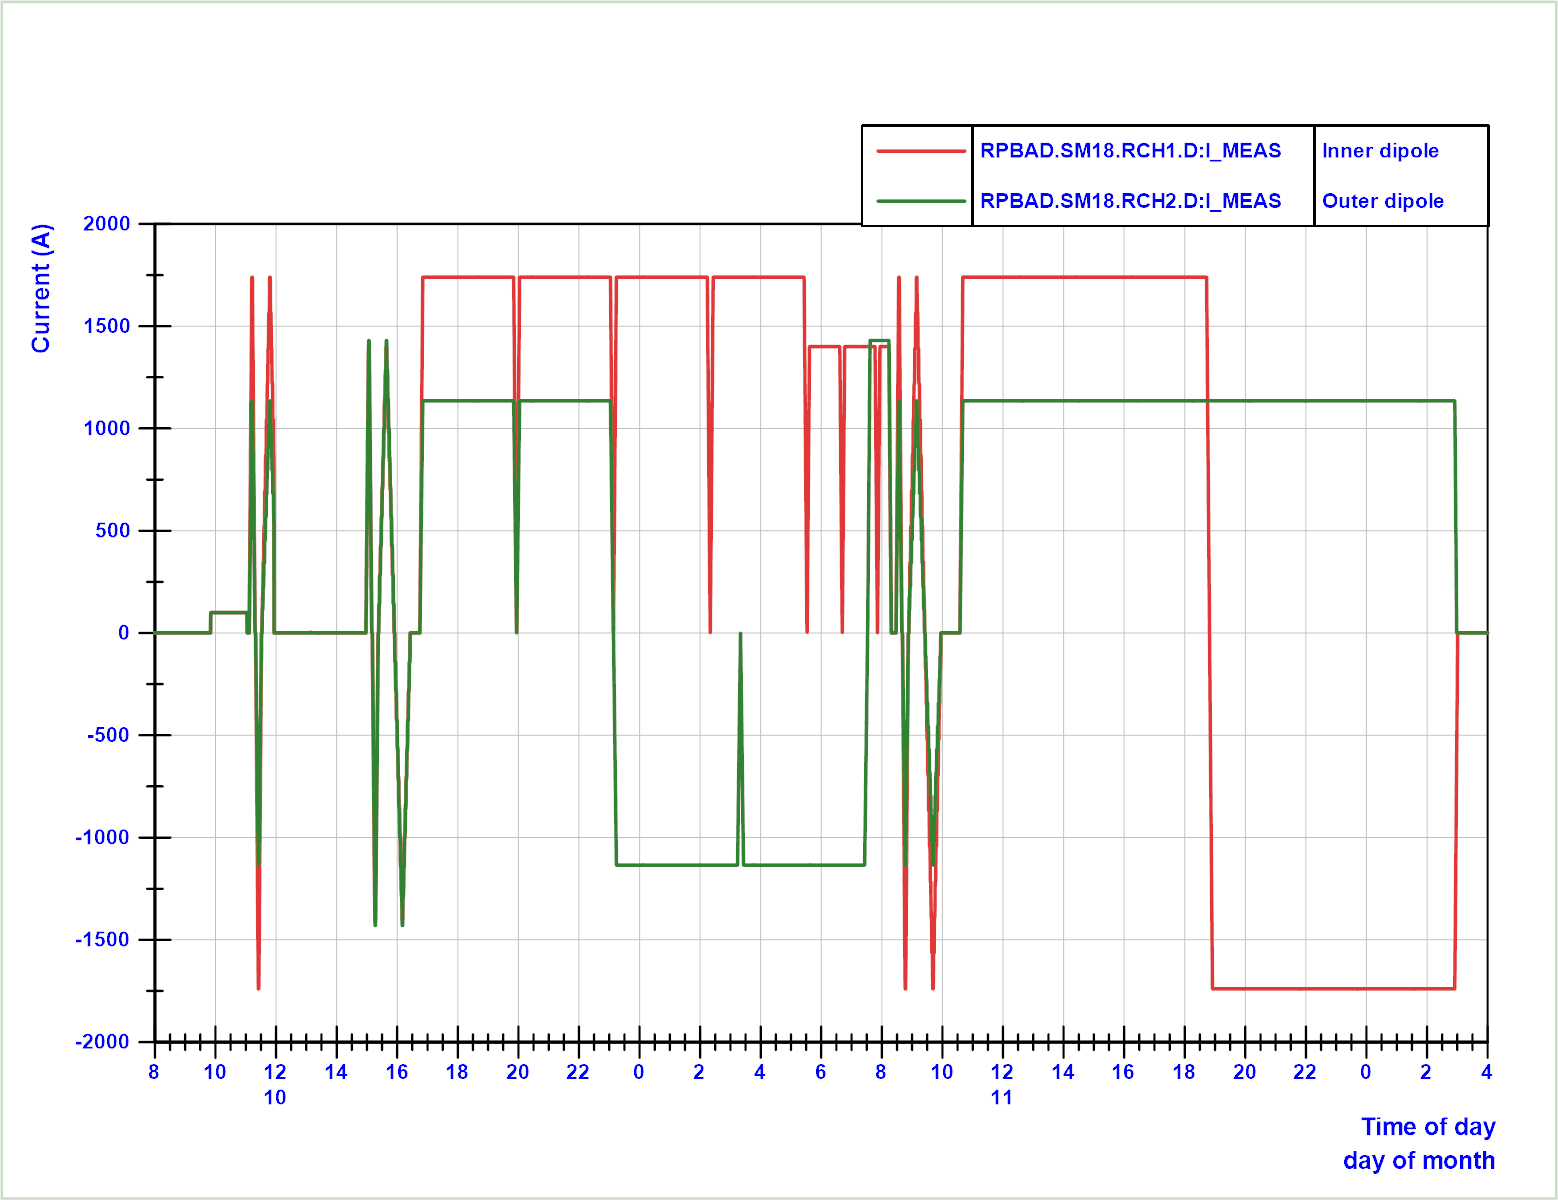 RPBAD.SM18.RCH1.D:I_MEAS Inner dipole
RPBAD.SM18.RCH2.D:I_MEAS Outer dipole
Current (A)
2000
1500
1000
500
0
-500
-1000
-1500
-2000
8 10 12 14 16 18 20 22 0 2 4 6 8 10 12 14 16 18 20 22 0 2 4
10 11
Time of day
day of month